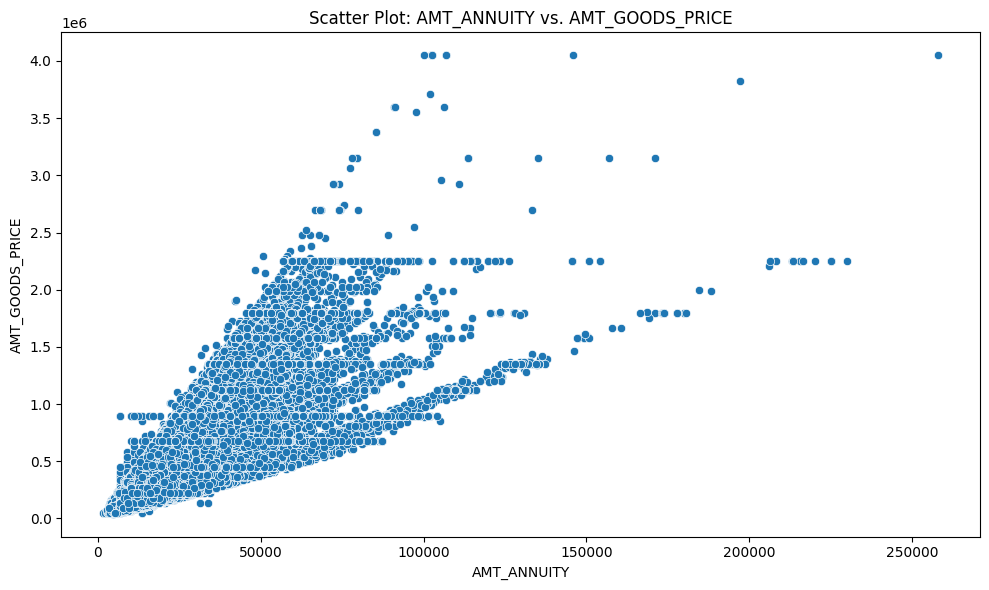 Scatter Plot: AMT_ANNUITY vs. AMT_GOODS_PRICE
1e6
4.0
3.5
3.0
2.5
2.0
1.5
1.0
0.5
0.0
AMT_GOODS_PRICE
0 50000 100000 150000 200000 250000
AMT_ANNUITY